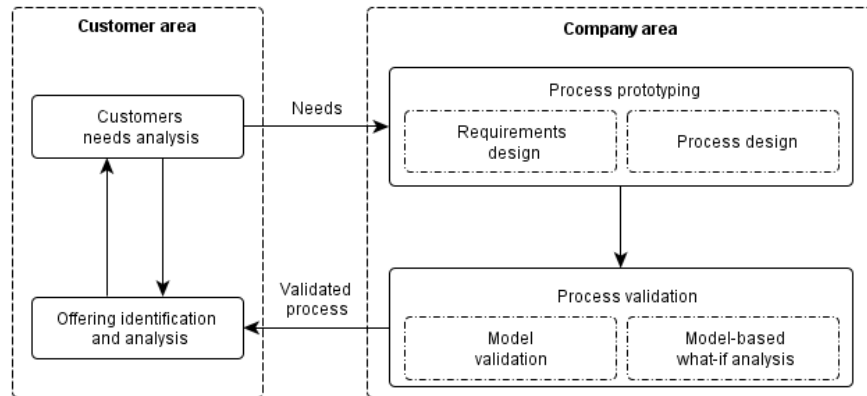 Customer area
Customers
needs analysis
Offering identification
and analysis
Needs
Validated
process
Company area
Process prototyping
Requirements
design
Process design
Process validation
Model
validation
Model-based
what-if analysis